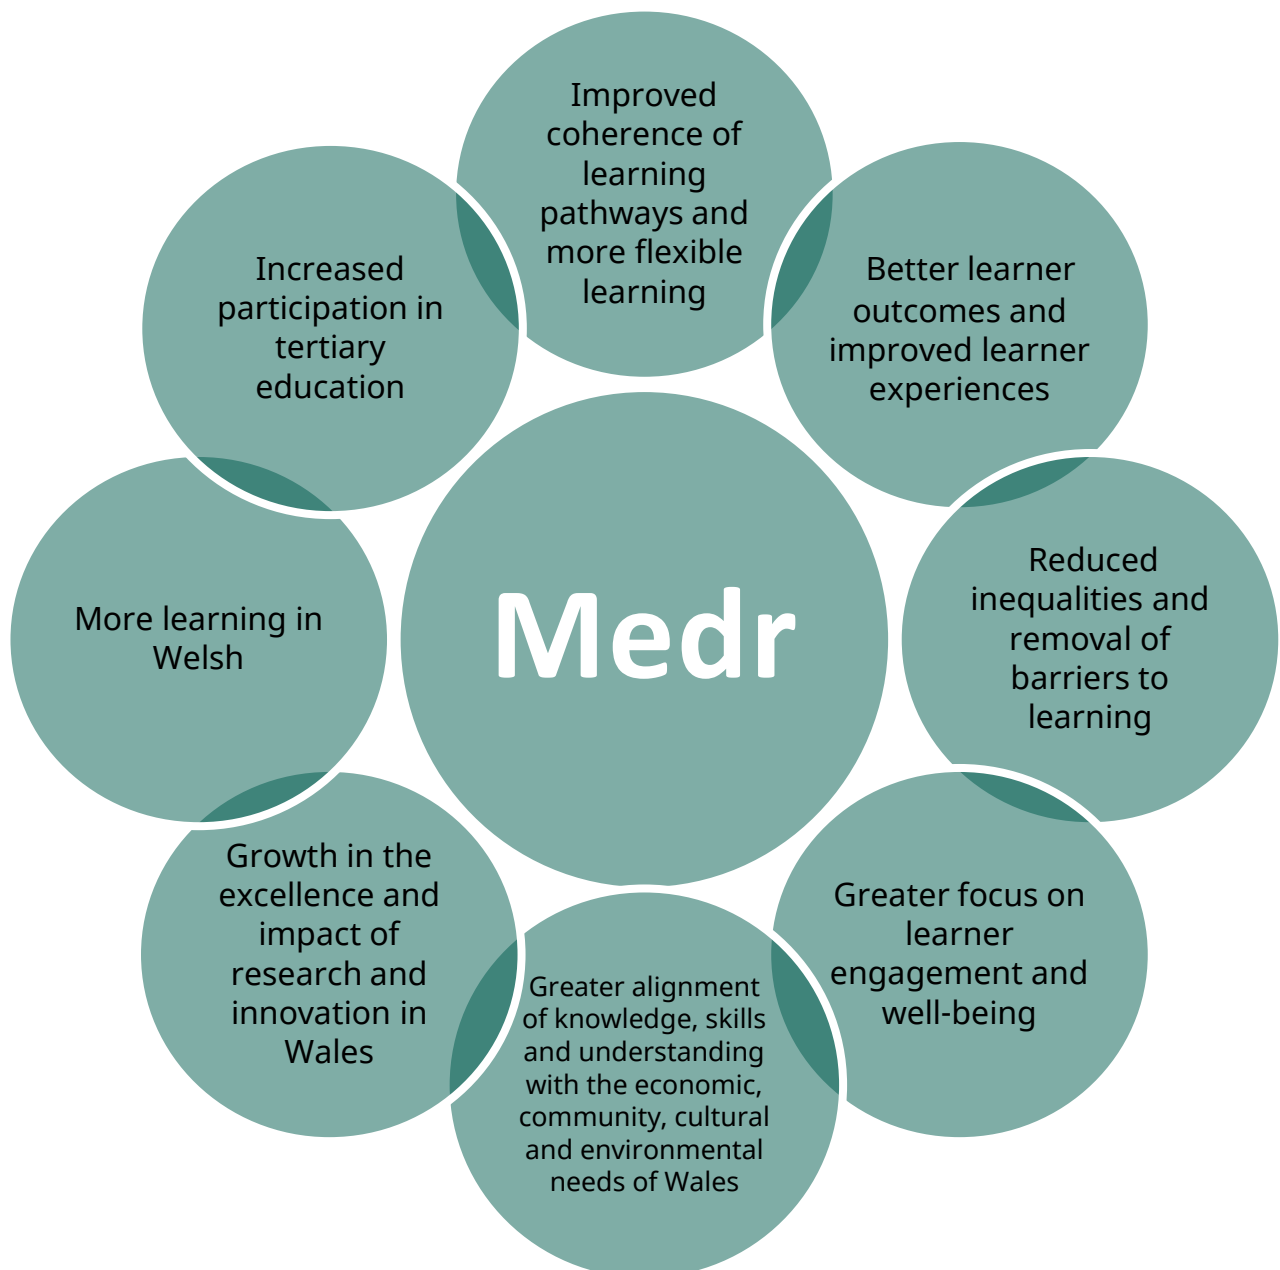 Improved
coherence of
learning
pathways and
more flexible
learning
Better learner
outcomes and
improved learner
experiences
Reduced
inequalities and
removal of
barriers to
learning
Greater focus on
learner
engagement and
well-being
Greater alignment
of knowledge, skills
and understanding
with the economic,
community, cultural
and environmental
needs of Wales
Growth in the
excellence and
impact of
research and
innovation in
Wales
More learning in
Welsh
Increased
participation in
tertiary
education
Medr